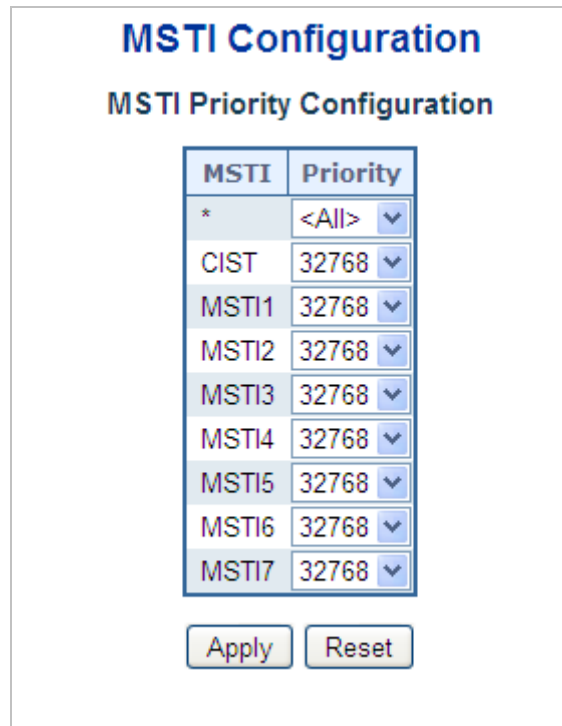 MSTI Configuration
MSTI Priority Configuration
MSTI Priority
* <All>
CIST 32768
MSTI1 32768
MSTI2 32768
MSTI3 32768
MSTI4 32768
MSTI5 32768
MSTI6 32768
MSTI7 32768
Apply Reset